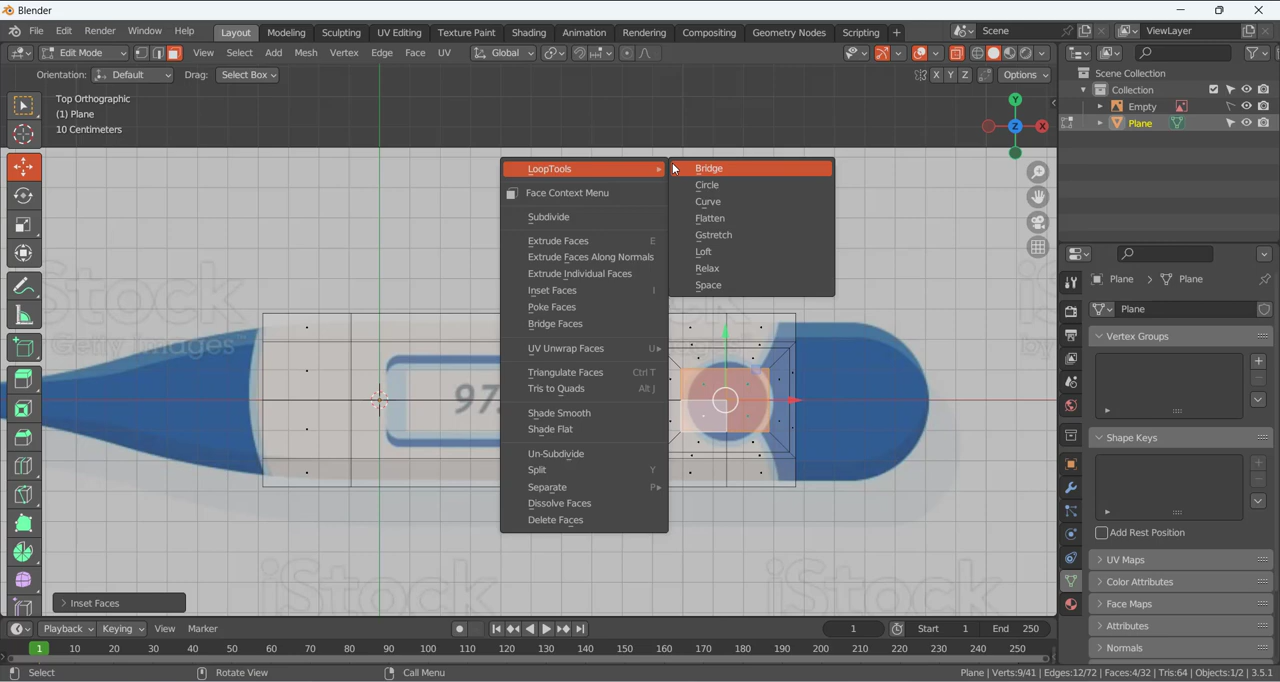 Blender
File Edit Render Window Help Layout Modeling Sculpting UV Editing Texture Paint Shading Animation Rendering Compositing Geometry Nodes Scripting + Scene ViewLayer
Edit Mode View Select Add Mesh Vertex Edge Face UV Global
Orientation: Default Drag: Select Box X Y Z Options
Top Orthographic
(1) Plane
10 Centimeters
Y
Z X
LoopTools
Face Context Menu
Subdivide
Extrude Faces E
Extrude Faces Along Normals
Extrude Individual Faces
Inset Faces I
Poke Faces
Bridge Faces
UV Unwrap Faces U
Triangulate Faces Ctrl T
Tris to Quads Alt J
Shade Smooth
Shade Flat
Un-Subdivide
Split Y
Separate P
Dissolve Faces
Delete Faces
Bridge
Circle
Curve
Flatten
Gstretch
Loft
Relax
Space
Stock
Getty Images
by
97.
iStock
iStock
Inset Faces
Scene Collection
Collection
Empty
Plane
Plane > Plane
Plane
Vertex Groups
Shape Keys
Add Rest Position
UV Maps
Color Attributes
Face Maps
Attributes
Normals
Playback Keying View Marker 1 Start 1 End 250
1 10 20 30 40 50 60 70 80 90 100 110 120 130 140 150 160 170 180 190 200 210 220 230 240 250
Select Rotate View Call Menu Plane | Verts:9/41 | Edges:12/72 | Faces:4/32 | Tris:64 | Objects:1/2 | 3.5.1